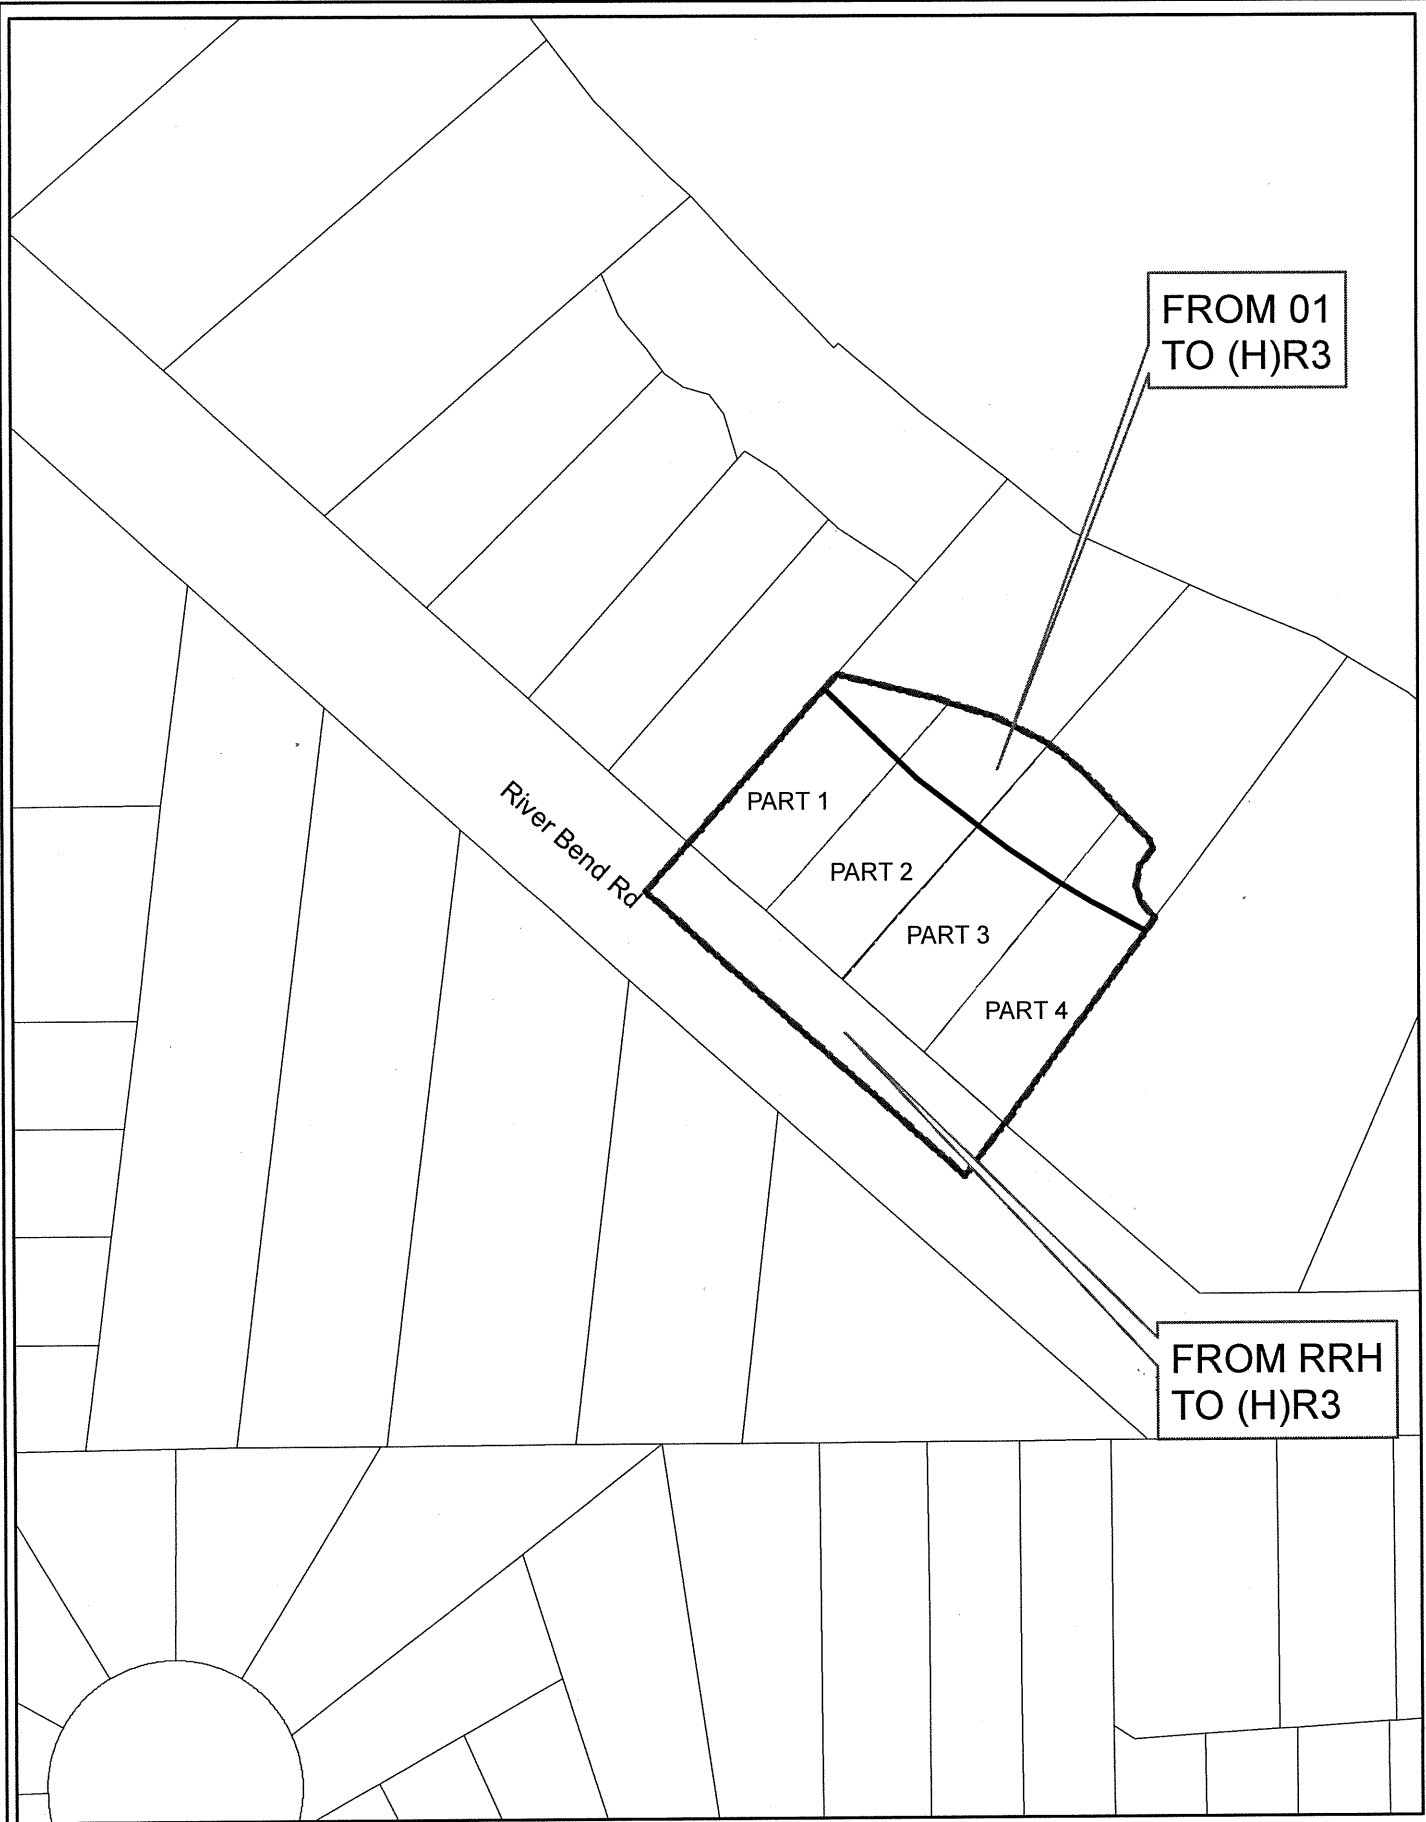 FROM 01
TO (H)R3
PART 1
River Bend Rd
PART 2
PART 3
PART 4
FROM RRH
TO (H)R3